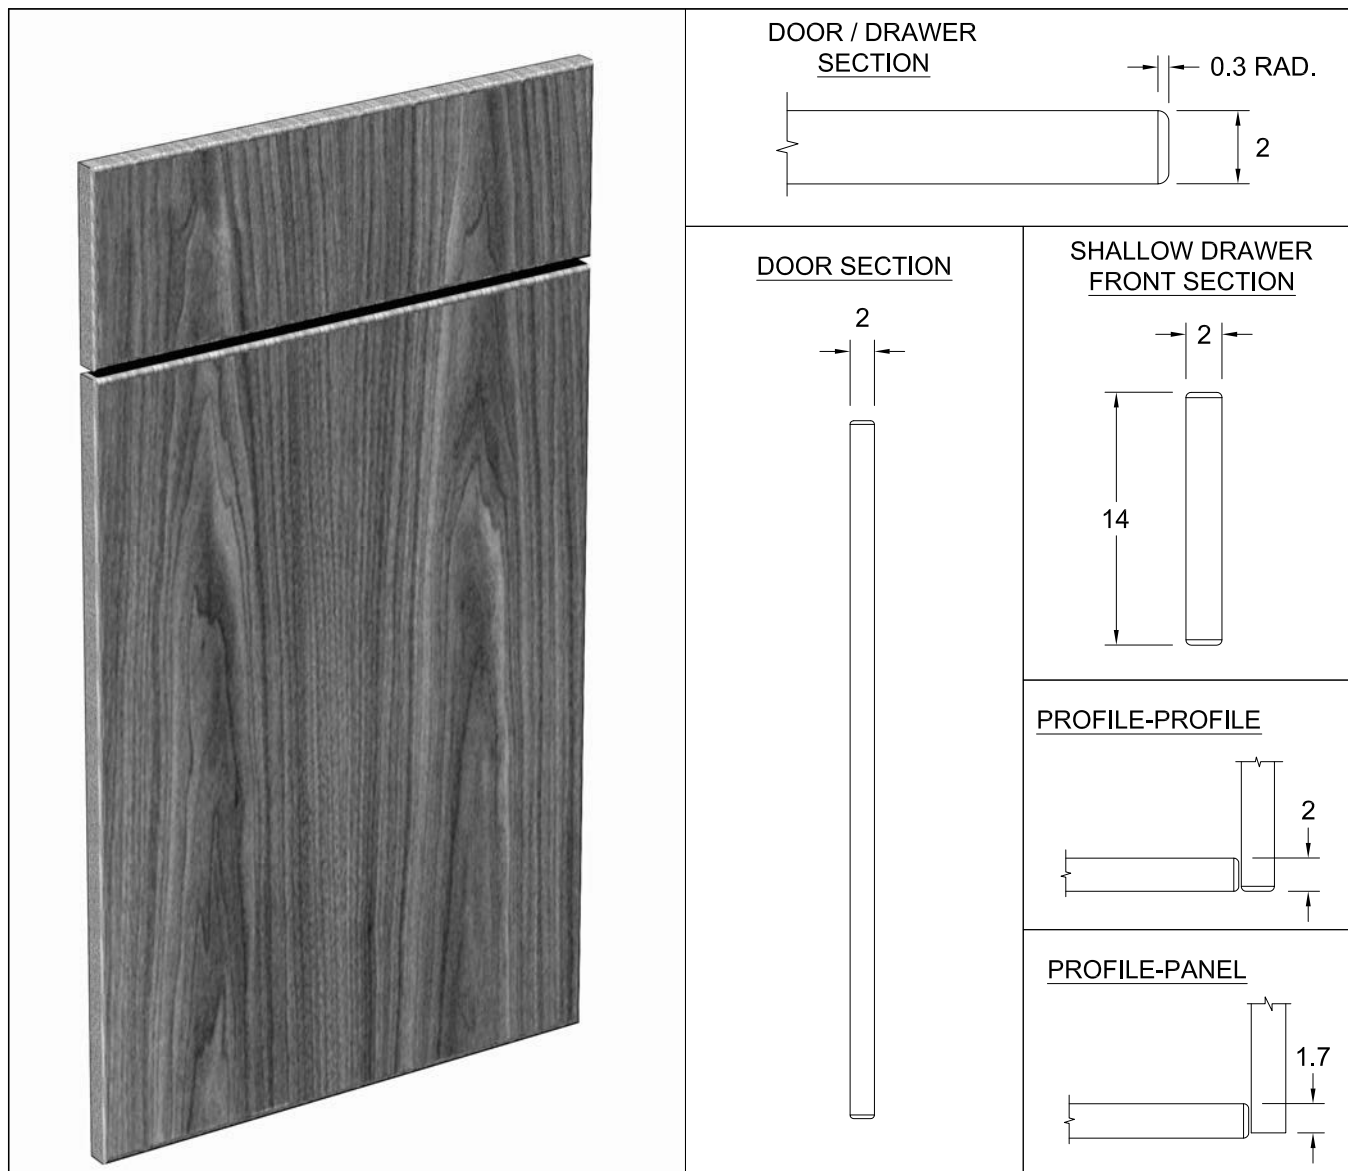 DOOR / DRAWER
SECTION
0.3 RAD.
2
DOOR SECTION
2
SHALLOW DRAWER
FRONT SECTION
2
14
PROFILE-PROFILE
2
PROFILE-PANEL
1.7